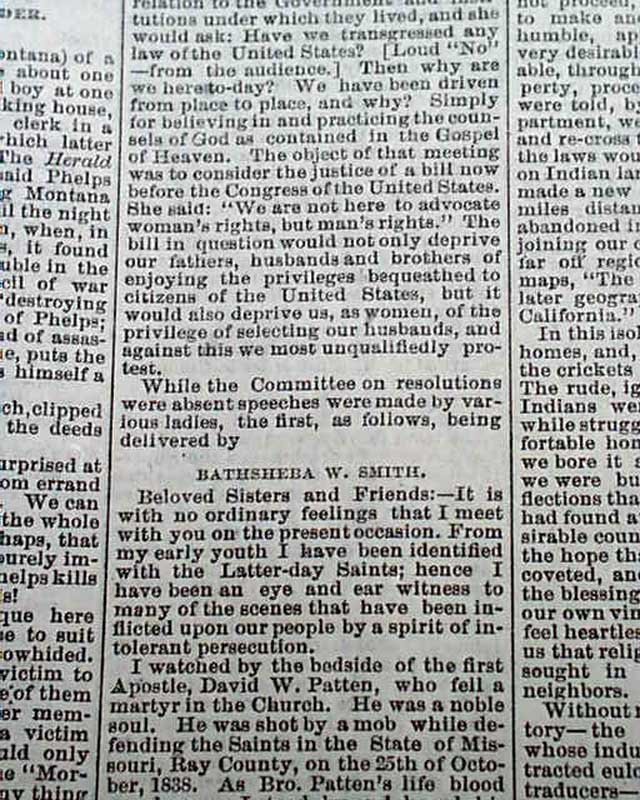 DER.
ontana) of a
about one
boy at one
king house,
clerk in a
hich latter
The Herald
said Phelps
g Montana
il the night
n, when, in
s, it found
uble in the
cil of war
destroying
of Phelps;
ad of assas-
e, puts the
s himself a
ch, clipped
the deeds
urprised at
om errand
We can
the whole
haps, that
ourely im-
helps kills
s!
que here
e to suit
owhided.
victim to
e of them
er mem-
a victim
uld only
e "Mor-
ny thing
relation to the Government and insti-
tutions under which they lived, and she
would ask: Have we transgressed any
law of the United States? [Loud "No"
—from the audience.] Then why are
we here to-day? We have been driven
from place to place, and why? Simply
for believing in and practicing the coun-
sels of God as contained in the Gospel
of Heaven. The object of that meeting
was to consider the justice of a bill now
before the Congress of the United States.
She said: "We are not here to advocate
woman's rights, but man's rights." The
bill in question would not only deprive
our fathers, husbands and brothers of
enjoying the privileges bequeathed to
citizens of the United States, but it
would also deprive us, as women, of the
privilege of selecting our husbands, and
against this we most unqualifiedly pro-
test.
While the Committee on resolutions
were absent speeches were made by var-
ious ladies, the first, as follows, being
delivered by
BATHSHEBA W. SMITH.
Beloved Sisters and Friends:—It is
with no ordinary feelings that I meet
with you on the present occasion. From
my early youth I have been identified
with the Latter-day Saints; hence I
have been an eye and ear witness to
many of the scenes that have been in-
flicted upon our people by a spirit of in-
tolerant persecution.
I watched by the bedside of the first
Apostle, David W. Patten, who fell a
martyr in the Church. He was a noble
soul. He was shot by a mob while de-
fending the Saints in the State of Mis-
souri, Ray County, on the 25th of Octo-
ber, 1838. As Bro. Patten's life blood
not proceed,
to make an
humble, ap
very desirabl
able, through
perty, proce
were told, b
partment, we
and re-cross t
the laws wou
on Indian lan
made a new
miles distan
abandoned i
joining our c
far off regio
maps, "The
later geogra
California."
In this isol
homes, and,
the crickets
The rude, ig
Indians we
while strugg
fortable hom
we bore it a
we were bu
flections tha
had found a
sirable coun
the hope tha
coveted, and
the blessing
our own vin
feel heartles
us that relig
sought in
neighbors.
Without r
tory—the
whose indu
tracted eulo
traducers—